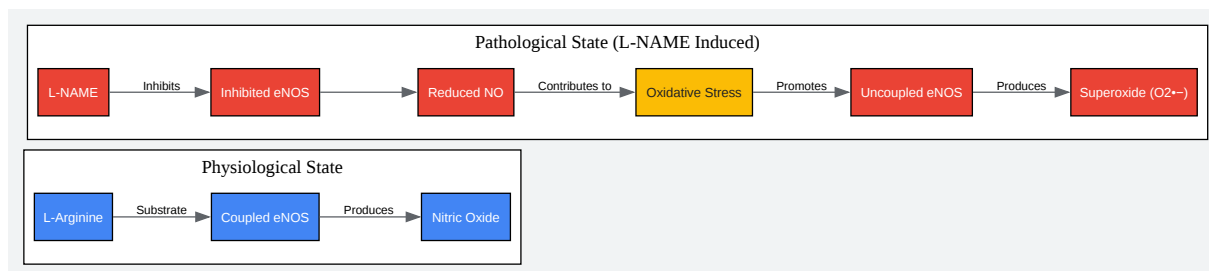 Pathological State (L-NAME Induced)
L-NAME
Inhibits
Inhibited eNOS
Reduced NO
Contributes to
Oxidative Stress
Promotes
Uncoupled eNOS
Produces
Superoxide (O2•−)
Physiological State
L-Arginine
Substrate
Coupled eNOS
Produces
Nitric Oxide